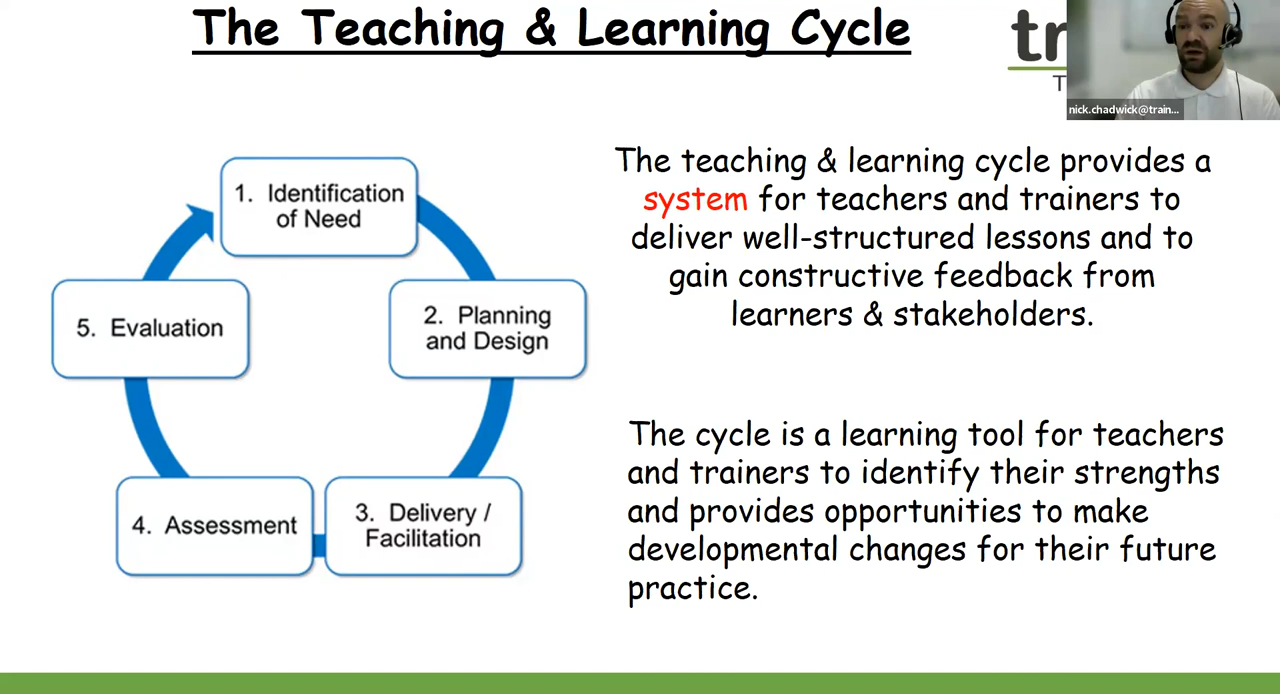 The Teaching & Learning Cycle
nick.chadwick@train...
1. Identification
of Need
2. Planning
and Design
3. Delivery /
Facilitation
4. Assessment
5. Evaluation
The teaching & learning cycle provides a
system for teachers and trainers to
deliver well-structured lessons and to
gain constructive feedback from
learners & stakeholders.
The cycle is a learning tool for teachers
and trainers to identify their strengths
and provides opportunities to make
developmental changes for their future
practice.